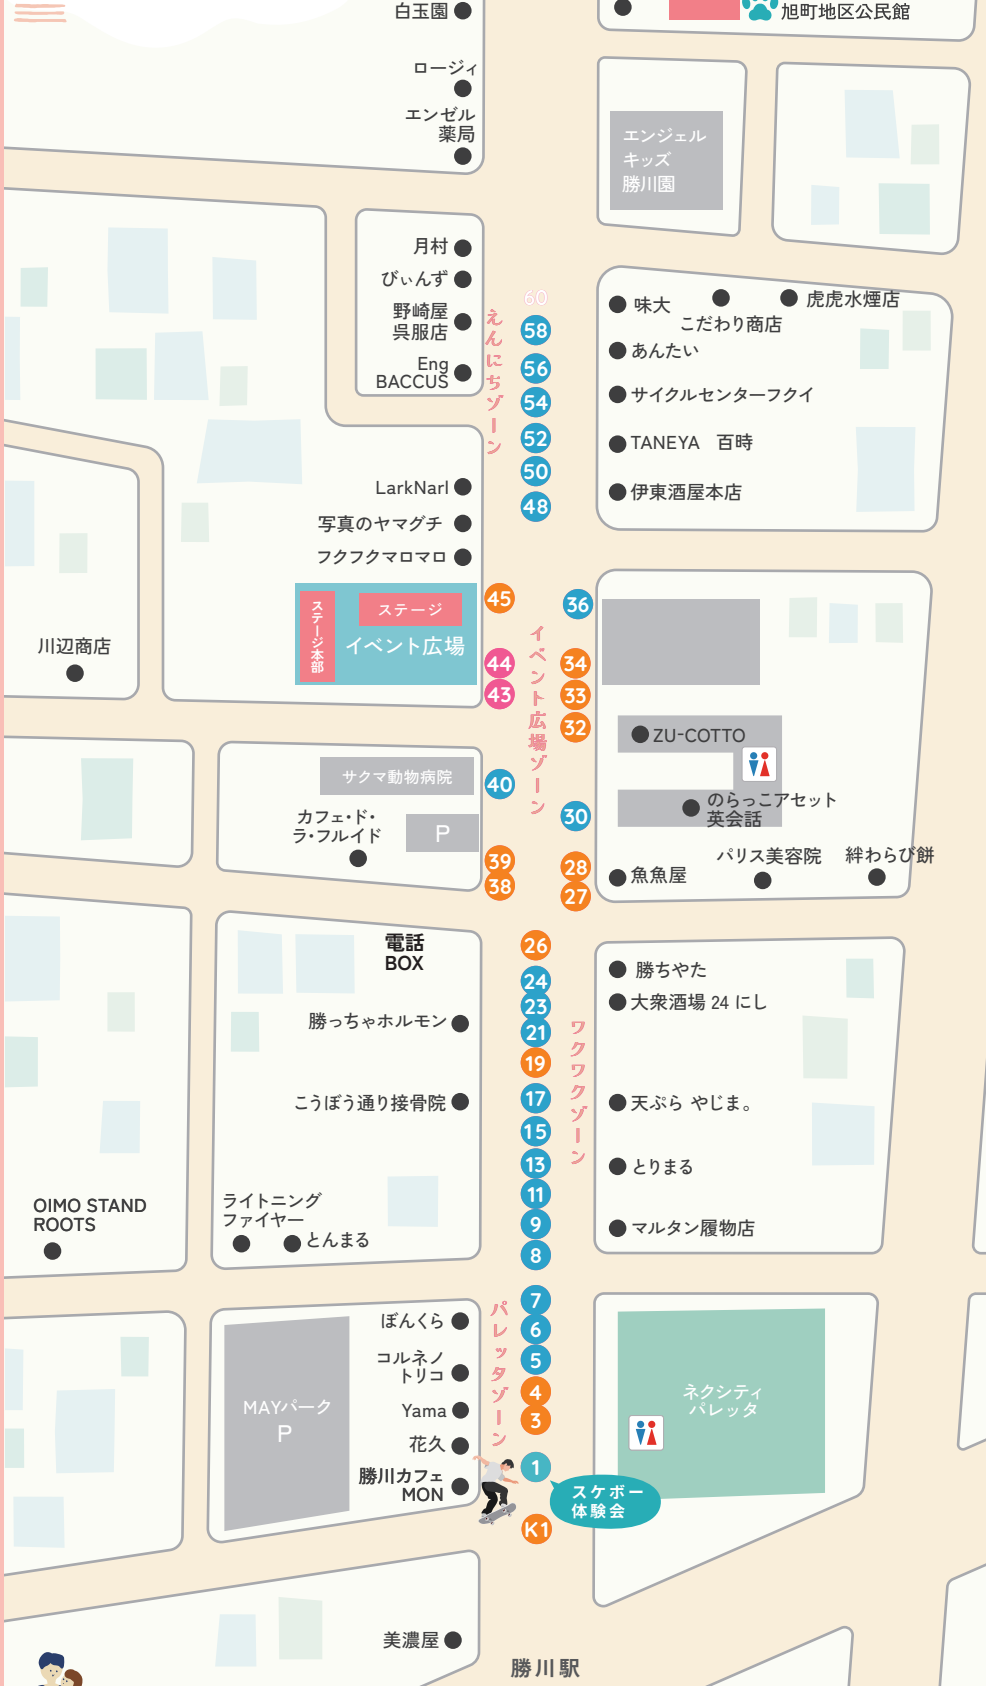 白玉園
旭町地区公民館
ロージィ
エンゼル
薬局
エンジェル
キッズ
勝川園
月村
びぃんず
野崎屋
呉服店
Eng
BACCUS
えんにちゾーン
60
58
56
54
52
50
48
味大
こだわり商店
虎虎水煙店
あんたい
サイクルセンターフクイ
TANEYA 百時
伊東酒屋本店
LarkNarl
写真のヤマグチ
フクフクマロマロ
ステージ本部
ステージ
イベント広場
川辺商店
45
44
43
36
34
33
32
イベント広場ゾーン
ZU-COTTO
のらっこアセット
英会話
サクマ動物病院
カフェ・ド・
ラ・フルイド
P
40
39
38
30
28
27
魚魚屋
パリス美容院
絆わらび餅
電話
BOX
勝っちゃホルモン
こうぼう通り接骨院
OIMO STAND
ROOTS
ライトニング
ファイヤー
とんまる
26
24
23
21
19
17
15
13
11
9
8
ワクワクゾーン
勝ちやた
大衆酒場 24 にし
天ぷら やじま。
とりまる
マルタン履物店
MAYパーク
P
ぼんくら
コルネノ
トリコ
Yama
花久
勝川カフェ
MON
パレッタゾーン
7
6
5
4
3
1
K1
スケボー
体験会
ネクシティ
パレッタ
美濃屋
勝川駅